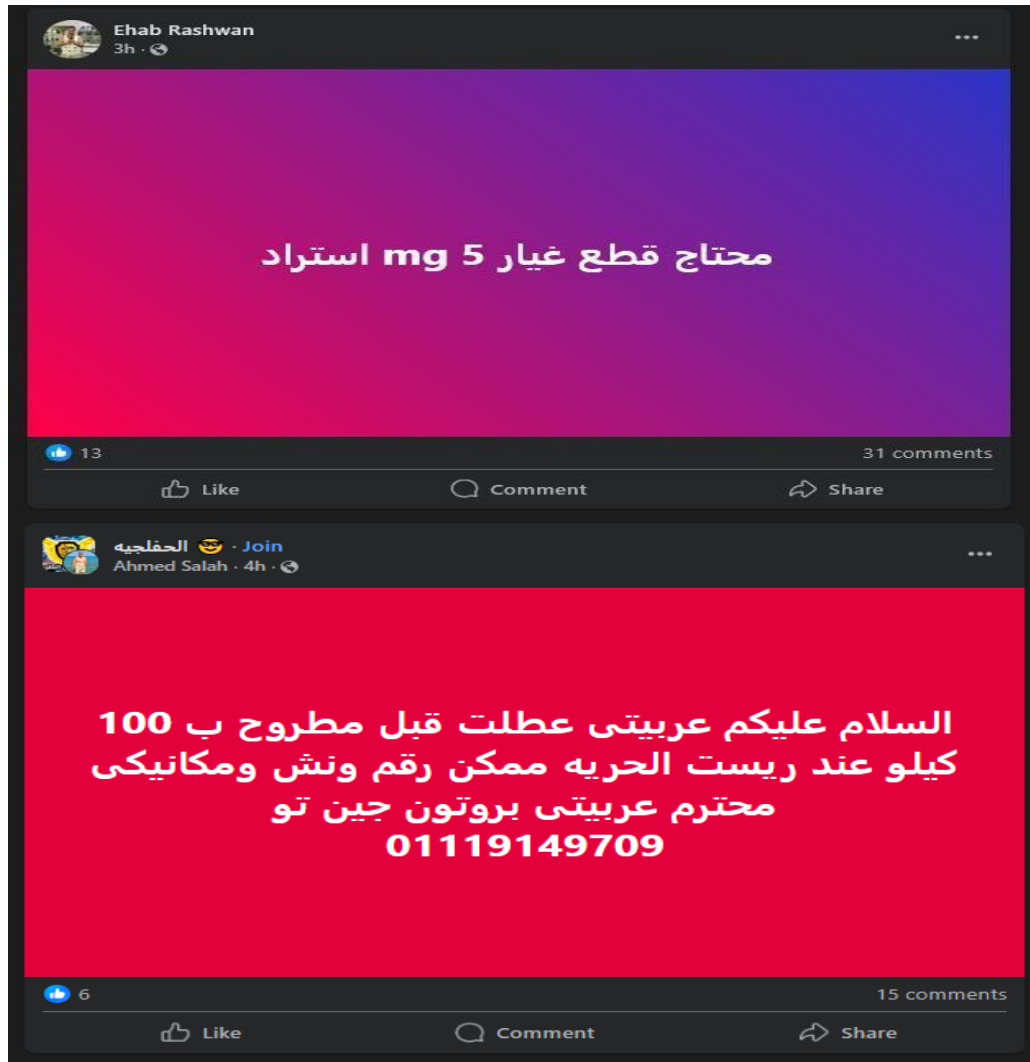 Ehab Rashwan
3h ·
محتاج قطع غيار mg 5 استراد
13
31 comments
Like
Comment
Share
الحفلجيه 😎 · Join
Ahmed Salah · 4h ·
السلام عليكم عربيتى عطلت قبل مطروح ب 100
كيلو عند ريست الحريه ممكن رقم ونش ومكانيكى
محترم عربيتى بروتون جين تو
01119149709
6
15 comments
Like
Comment
Share